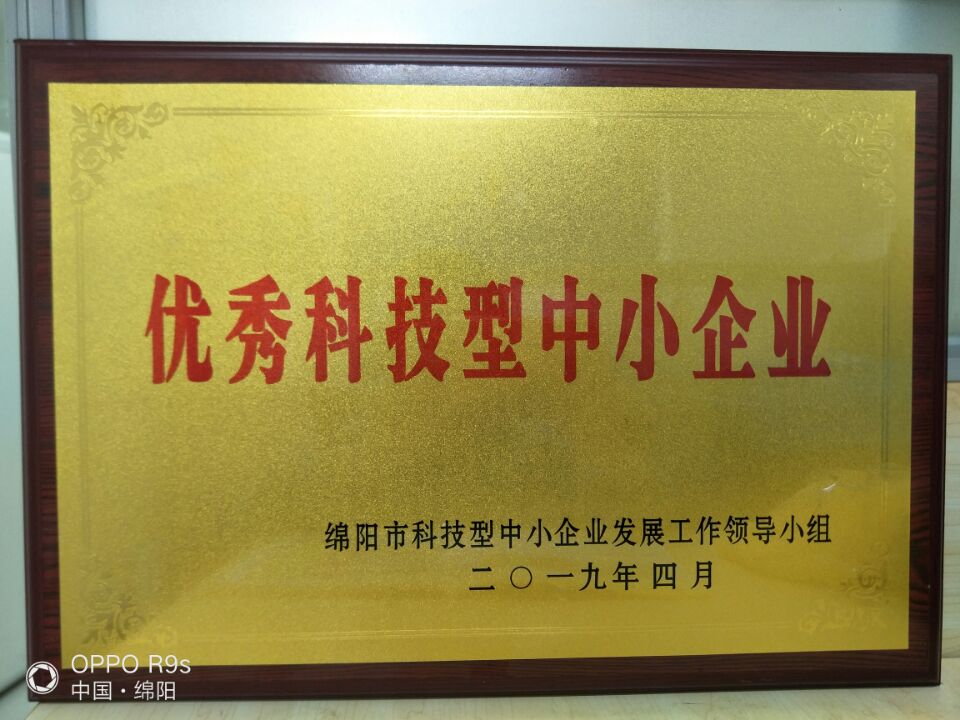 优秀科技型中小企业
绵阳市科技型中小企业发展工作领导小组
二〇一九年四月
OPPO R9s
中国·绵阳